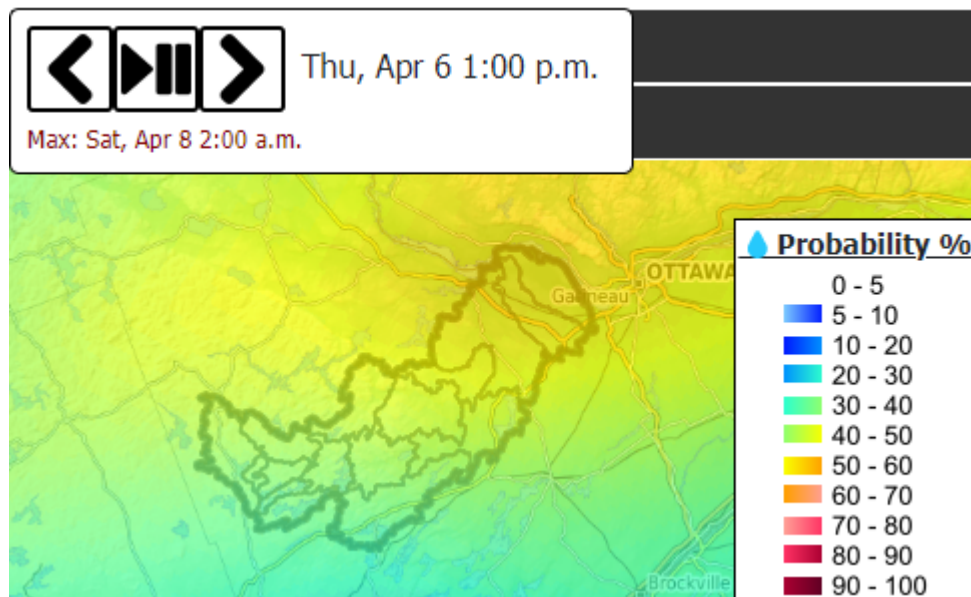 Thu, Apr 6 1:00 p.m.
Max: Sat, Apr 8 2:00 a.m.
Probability %
OTTAWA
Gatineau
0 - 5
5 - 10
10 - 20
20 - 30
30 - 40
40 - 50
50 - 60
60 - 70
70 - 80
80 - 90
90 - 100
Brockville